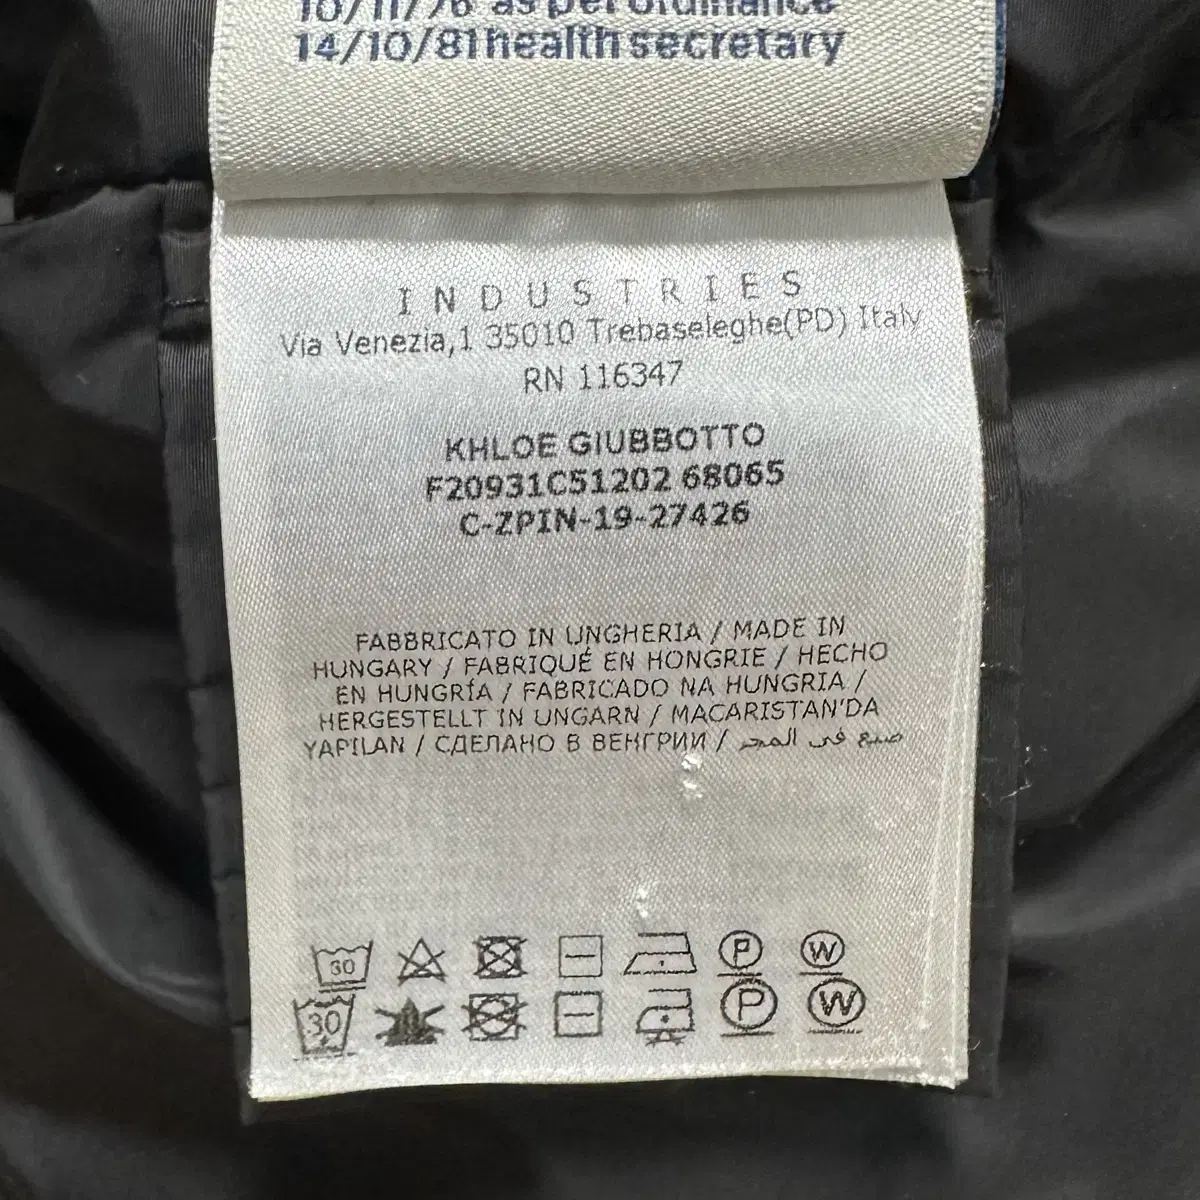 10/11/76 as per ordinance
14/10/81 health secretary
INDUSTRIES
Via Venezia,1 35010 Trebaseleghe(PD) Italy
RN 116347
KHLOE GIUBBOTTO
F20931C51202 68065
C-ZPIN-19-27426
FABBRICATO IN UNGHERIA / MADE IN
HUNGARY / FABRIQUÉ EN HONGRIE / HECHO
EN HUNGRÍA / FABRICADO NA HUNGRIA /
HERGESTELLT IN UNGARN / MACARISTAN'DA
YAPILAN / СДЕЛАНО В ВЕНГРИИ / صنع في المجر
30 P W
30 P W